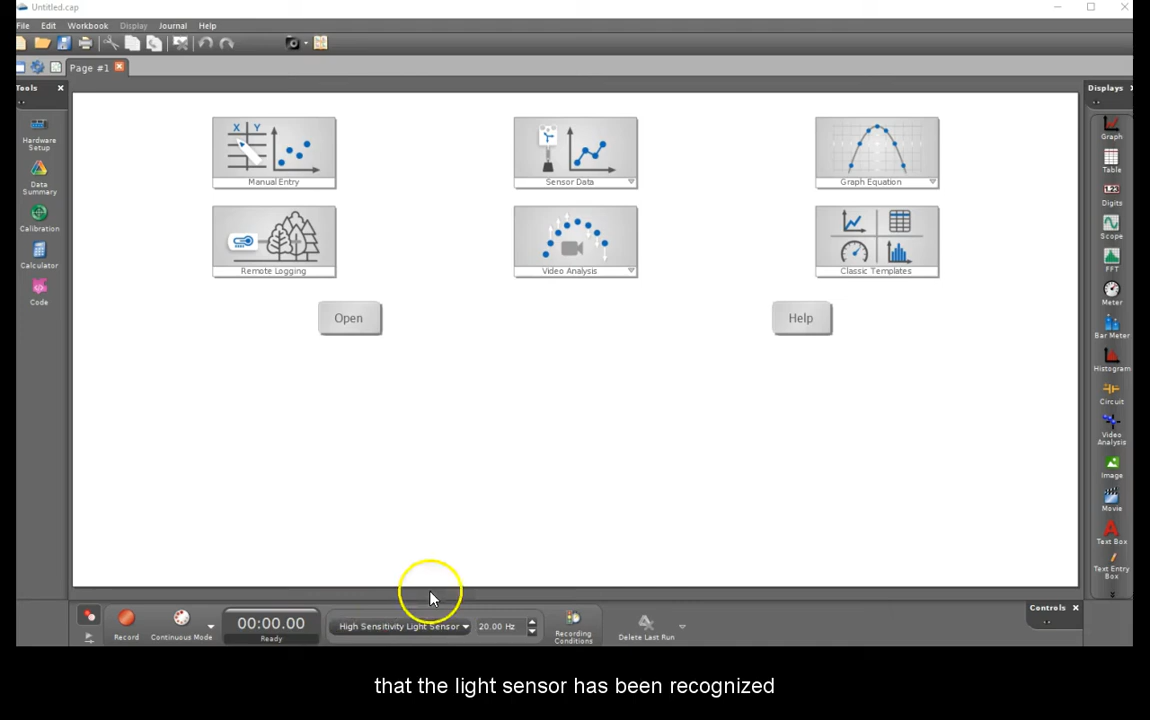 Untitled.cap
File Edit Workbook Display Journal Help
Page #1
Tools
Hardware
Setup
Data
Summary
Calibration
Calculator
Code
X Y
Manual Entry
Sensor Data
Graph Equation
Remote Logging
Video Analysis
Classic Templates
Open
Help
Displays
Graph
Table
Digits
Scope
FFT
Meter
Bar Meter
Histogram
Circuit
Video
Analysis
Image
Movie
Text Box
Text Entry
Box
Record
Continuous Mode
00:00.00
Ready
High Sensitivity Light Sensor
20.00 Hz
Recording
Conditions
Delete Last Run
Controls
that the light sensor has been recognized